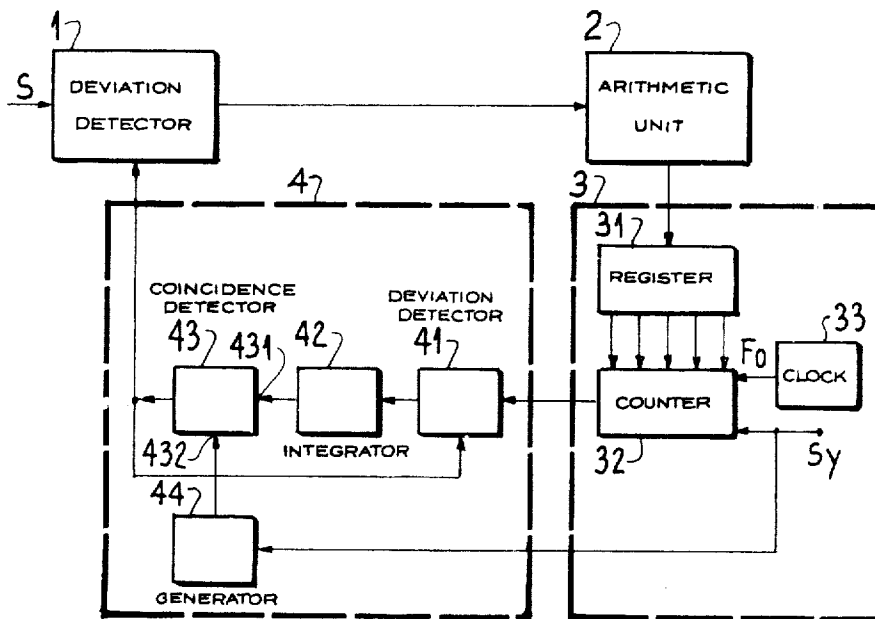 1
2
S
DEVIATION
DETECTOR
ARITHMETIC
UNIT
4
3
31
REGISTER
COINCIDENCE
DETECTOR
DEVIATION
DETECTOR
33
43
431
42
41
F0
CLOCK
COUNTER
432
INTEGRATOR
32
Sy
44
GENERATOR